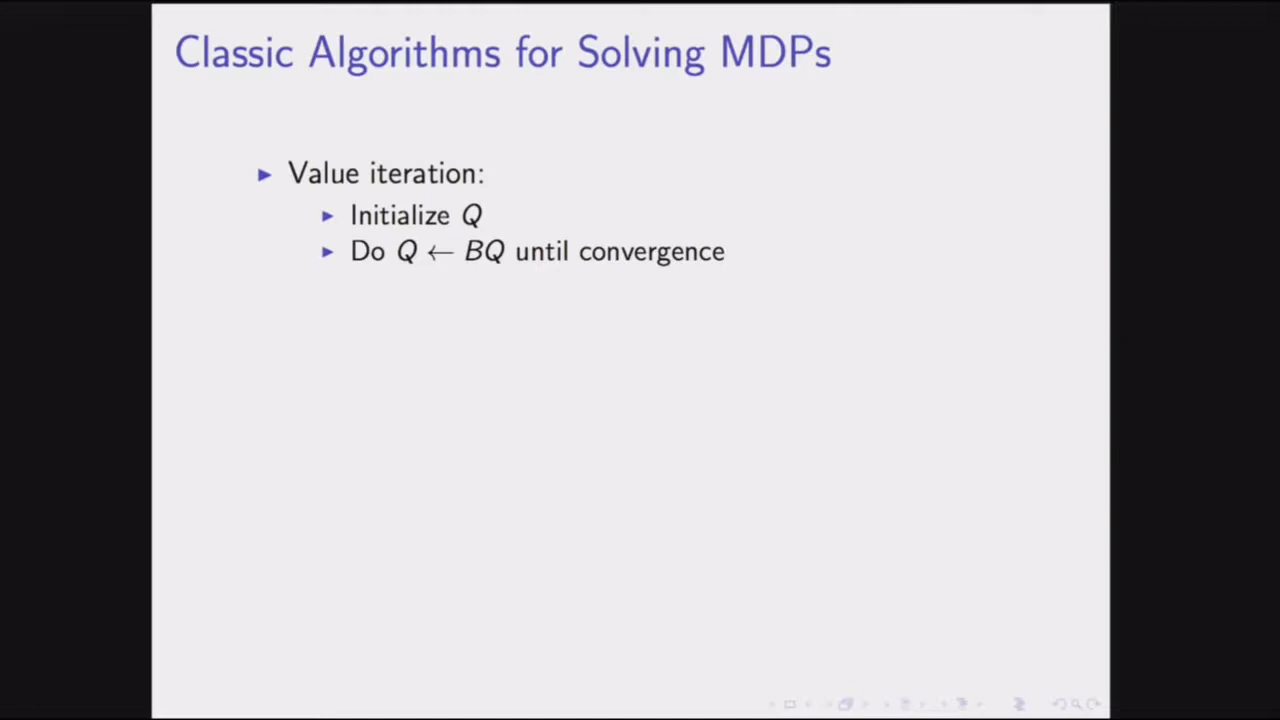 Classic Algorithms for Solving MDPs
▶ Value iteration:
▶ Initialize Q
▶ Do Q ← BQ until convergence